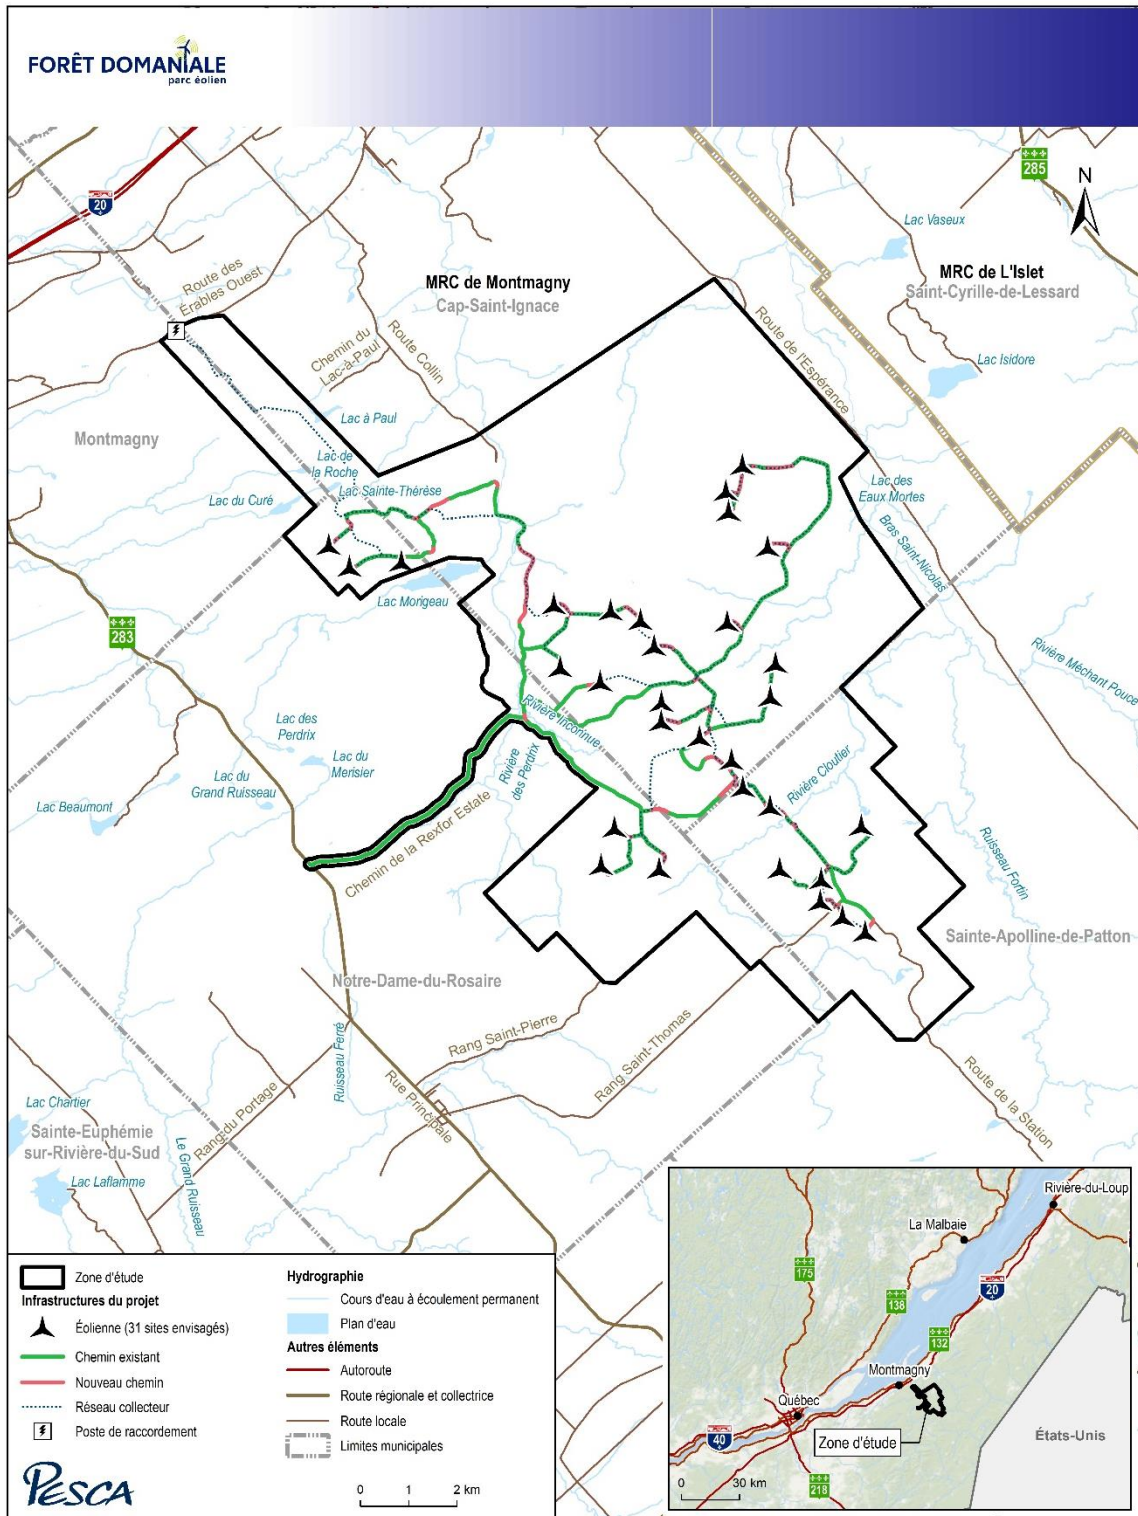 FORÊT DOMANIALE
parc éolien
285
N
20
Lac Vaseux
Route des
Érables Ouest
MRC de Montmagny
Cap-Saint-Ignace
MRC de L'Islet
Saint-Cyrille-de-Lessard
Chemin du
Lac-à-Paul
Route Collin
Route de l'Espérance
Lac Isidore
Lac à Paul
Montmagny
Lac de
la Roche
Lac du Curé
Lac Sainte-Thérèse
Lac des
Eaux Mortes
Bras Saint-Nicolas
Lac Morigeau
283
Rivière Méchant Pouce
Rivière Inconnue
Lac des
Perdrix
Lac du
Merisier
Rivière
des Perdrix
Rivière Cloutier
Lac du
Grand Ruisseau
Lac Beaumont
Chemin de la Rexfor Estate
Ruisseau Fortin
Sainte-Apolline-de-Patton
Notre-Dame-du-Rosaire
Rang Saint-Pierre
Rang Saint-Thomas
Ruisseau Ferré
Rue Principale
Route de la Station
Rang du Portage
Lac Chartier
Sainte-Euphémie
sur-Rivière-du-Sud
Le Grand Ruisseau
Lac Laflamme
Zone d'étude
Infrastructures du projet
Éolienne (31 sites envisagés)
Chemin existant
Nouveau chemin
Réseau collecteur
Poste de raccordement
PESCA
Hydrographie
Cours d'eau à écoulement permanent
Plan d'eau
Autres éléments
Autoroute
Route régionale et collectrice
Route locale
Limites municipales
0 1 2 km
Rivière-du-Loup
La Malbaie
175
20
138
132
Montmagny
Québec
40
Zone d'étude
États-Unis
0 30 km
218